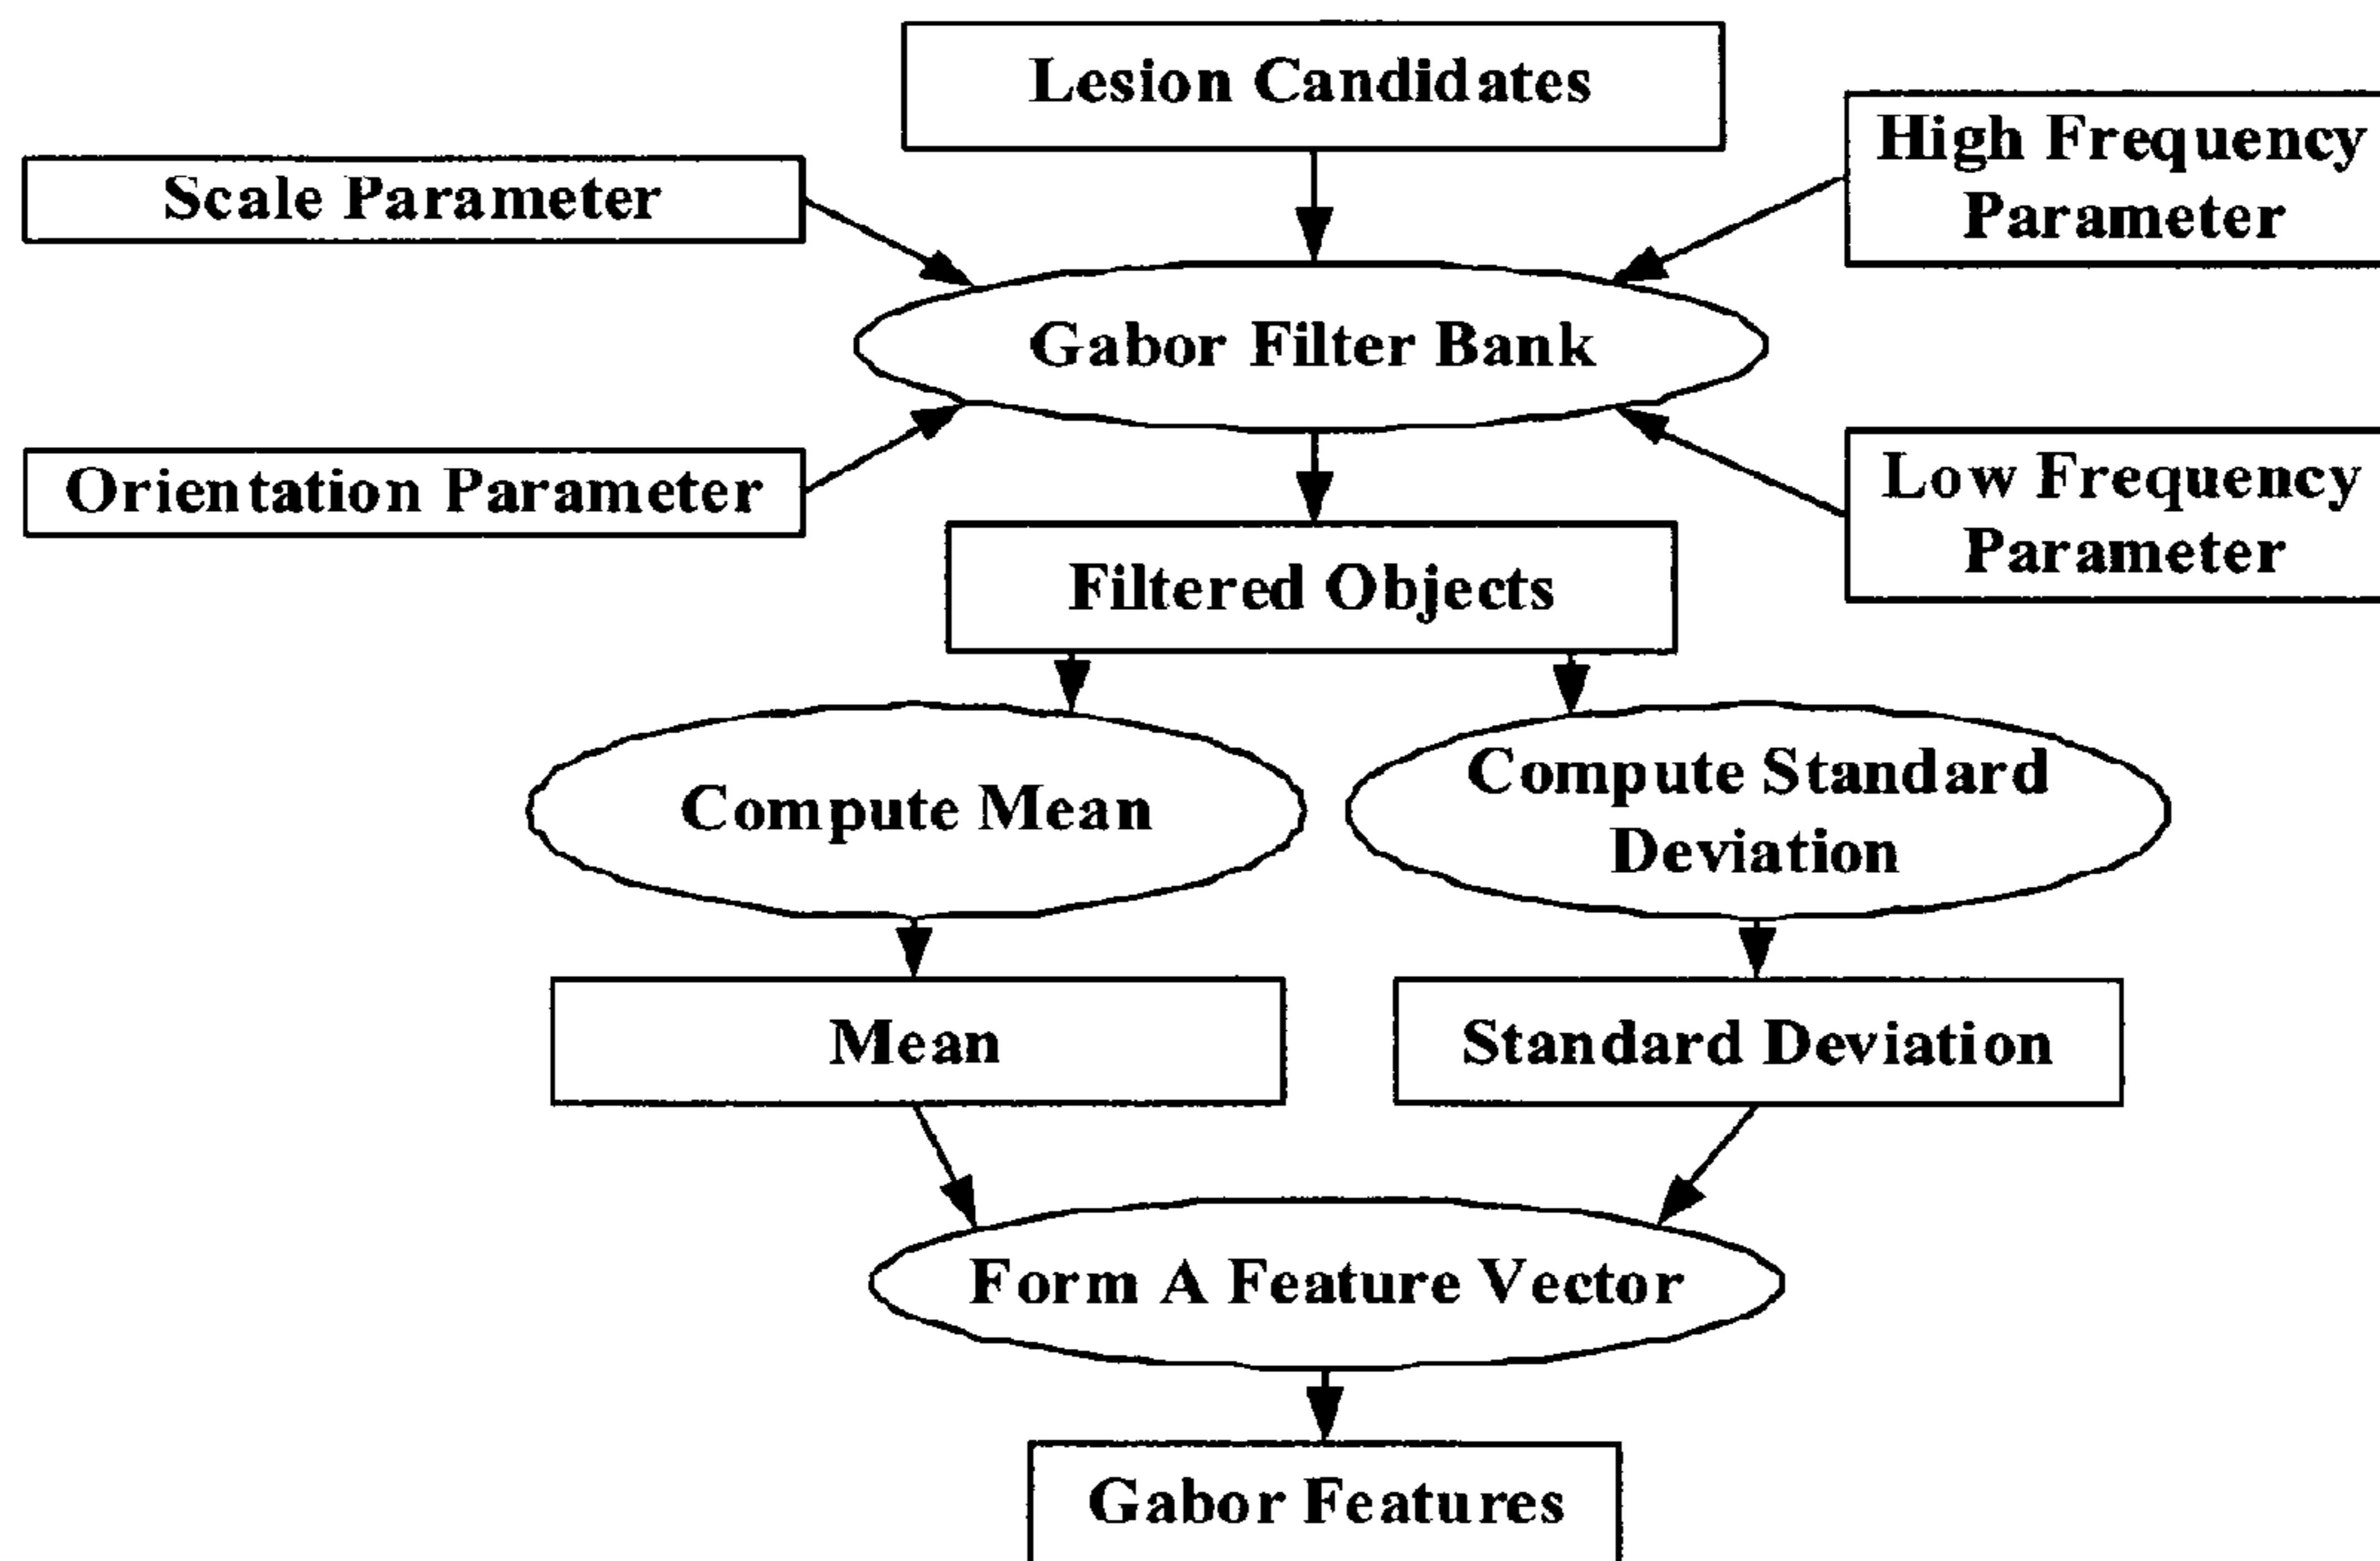 Lesion Candidates
High Frequency
Parameter
Scale Parameter
Gabor Filter Bank
Orientation Parameter
Low Frequency
Parameter
Filtered Objects
Compute Mean
Compute Standard
Deviation
Mean
Standard Deviation
Form A Feature Vector
Gabor Features